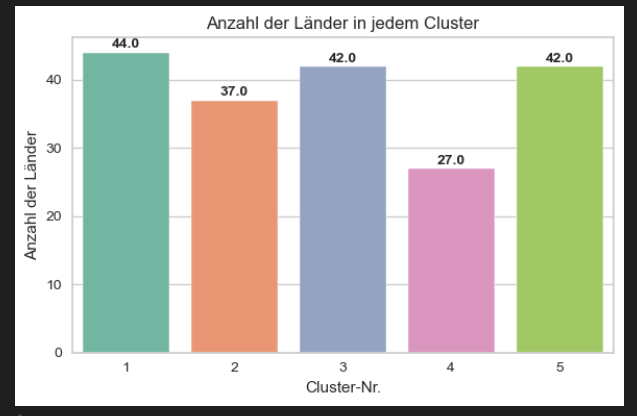 Anzahl der Länder in jedem Cluster
44.0
37.0
42.0
27.0
42.0
40
30
20
10
0
Anzahl der Länder
1 2 3 4 5
Cluster-Nr.